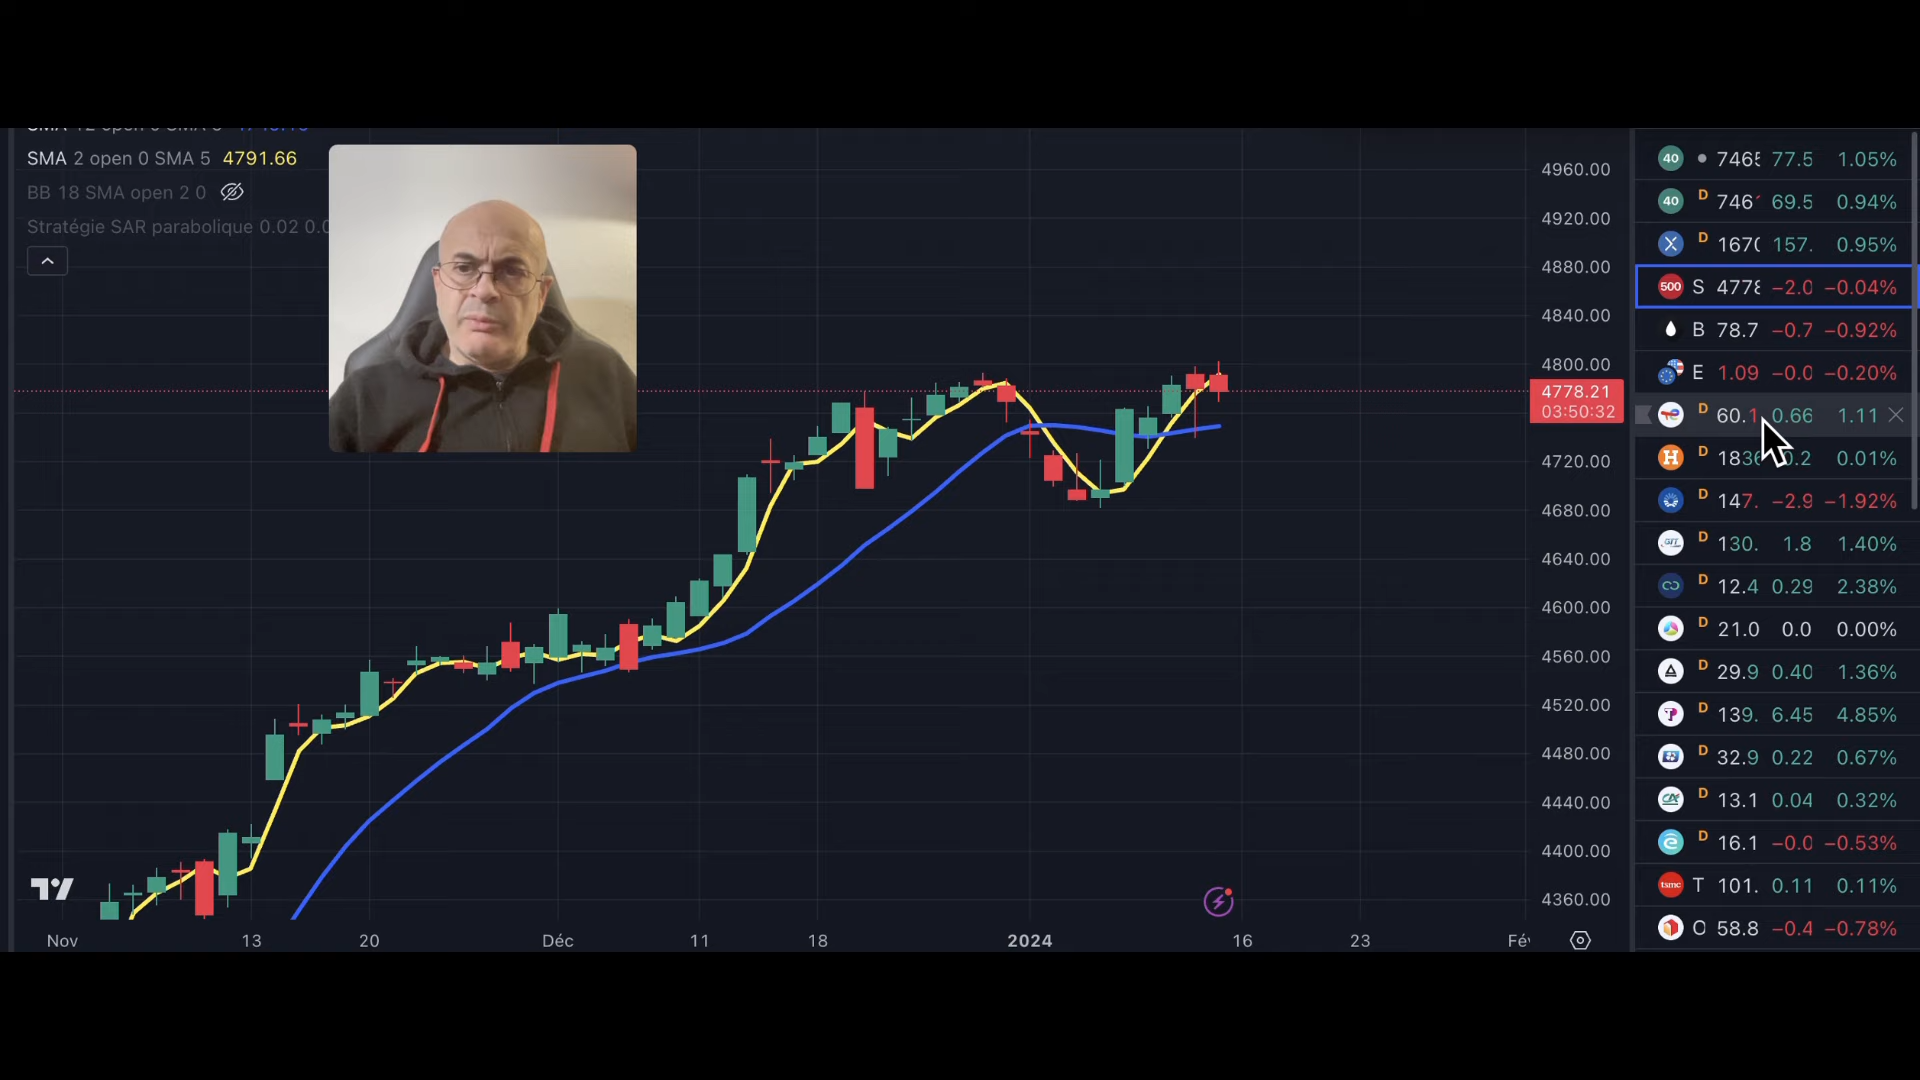 SMA 2 open 0 SMA 5 4791.66
BB 18 SMA open 2 0
Stratégie SAR parabolique 0.02
4960.00
4920.00
4880.00
4840.00
4800.00
4778.21
03:50:32
4720.00
4680.00
4640.00
4600.00
4560.00
4520.00
4480.00
4440.00
4400.00
4360.00
Nov 13 20 Déc 11 18 2024 16 23
40 77.5 1.05%
40 D 746 69.5 0.94%
D 157. 0.95%
500 S −2.0 −0.04%
B 78.7 −0.7 −0.92%
E 1.09 −0.0 −0.20%
D 60. 0.66 1.11
H D 0.01%
D 147. −2.9 −1.92%
GTT D 130. 1.8 1.40%
D 12.4 0.29 2.38%
D 21.0 0.0 0.00%
D 29.9 0.40 1.36%
D 139. 6.45 4.85%
D 32.9 0.22 0.67%
D 13.1 0.04 0.32%
D 16.1 −0.0 −0.53%
tsmc T 101. 0.11 0.11%
O 58.8 −0.4 −0.78%